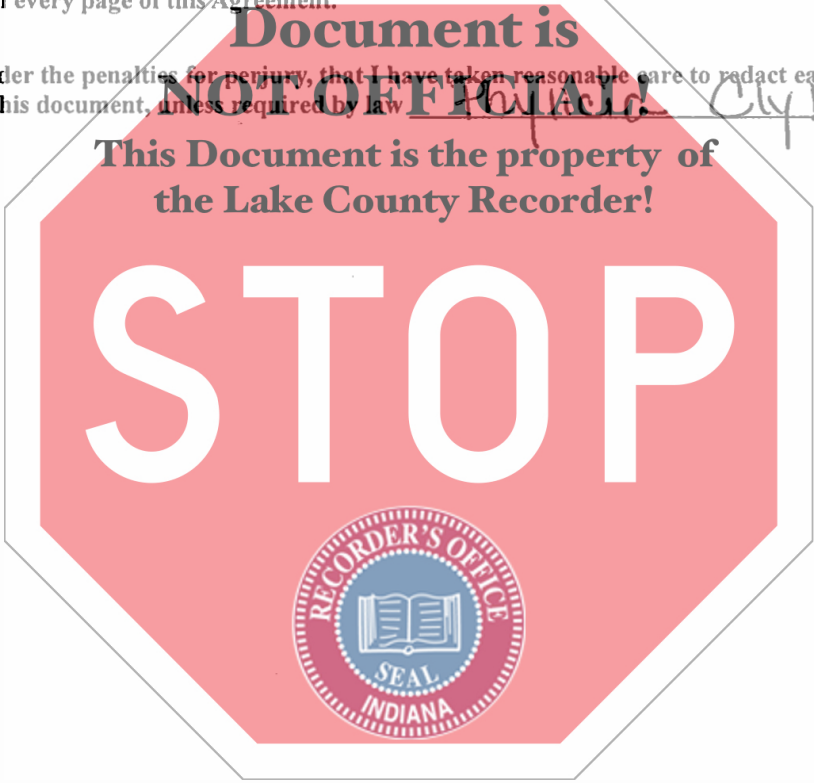 every page of this Agreement.
Document is
der the penalties for perjury, that I have taken reasonable care to redact ea
his document, unless required by law
NOT OFFICIAL!
This Document is the property of
the Lake County Recorder!
STOP
RECORDER'S OFFICE
SEAL
INDIANA